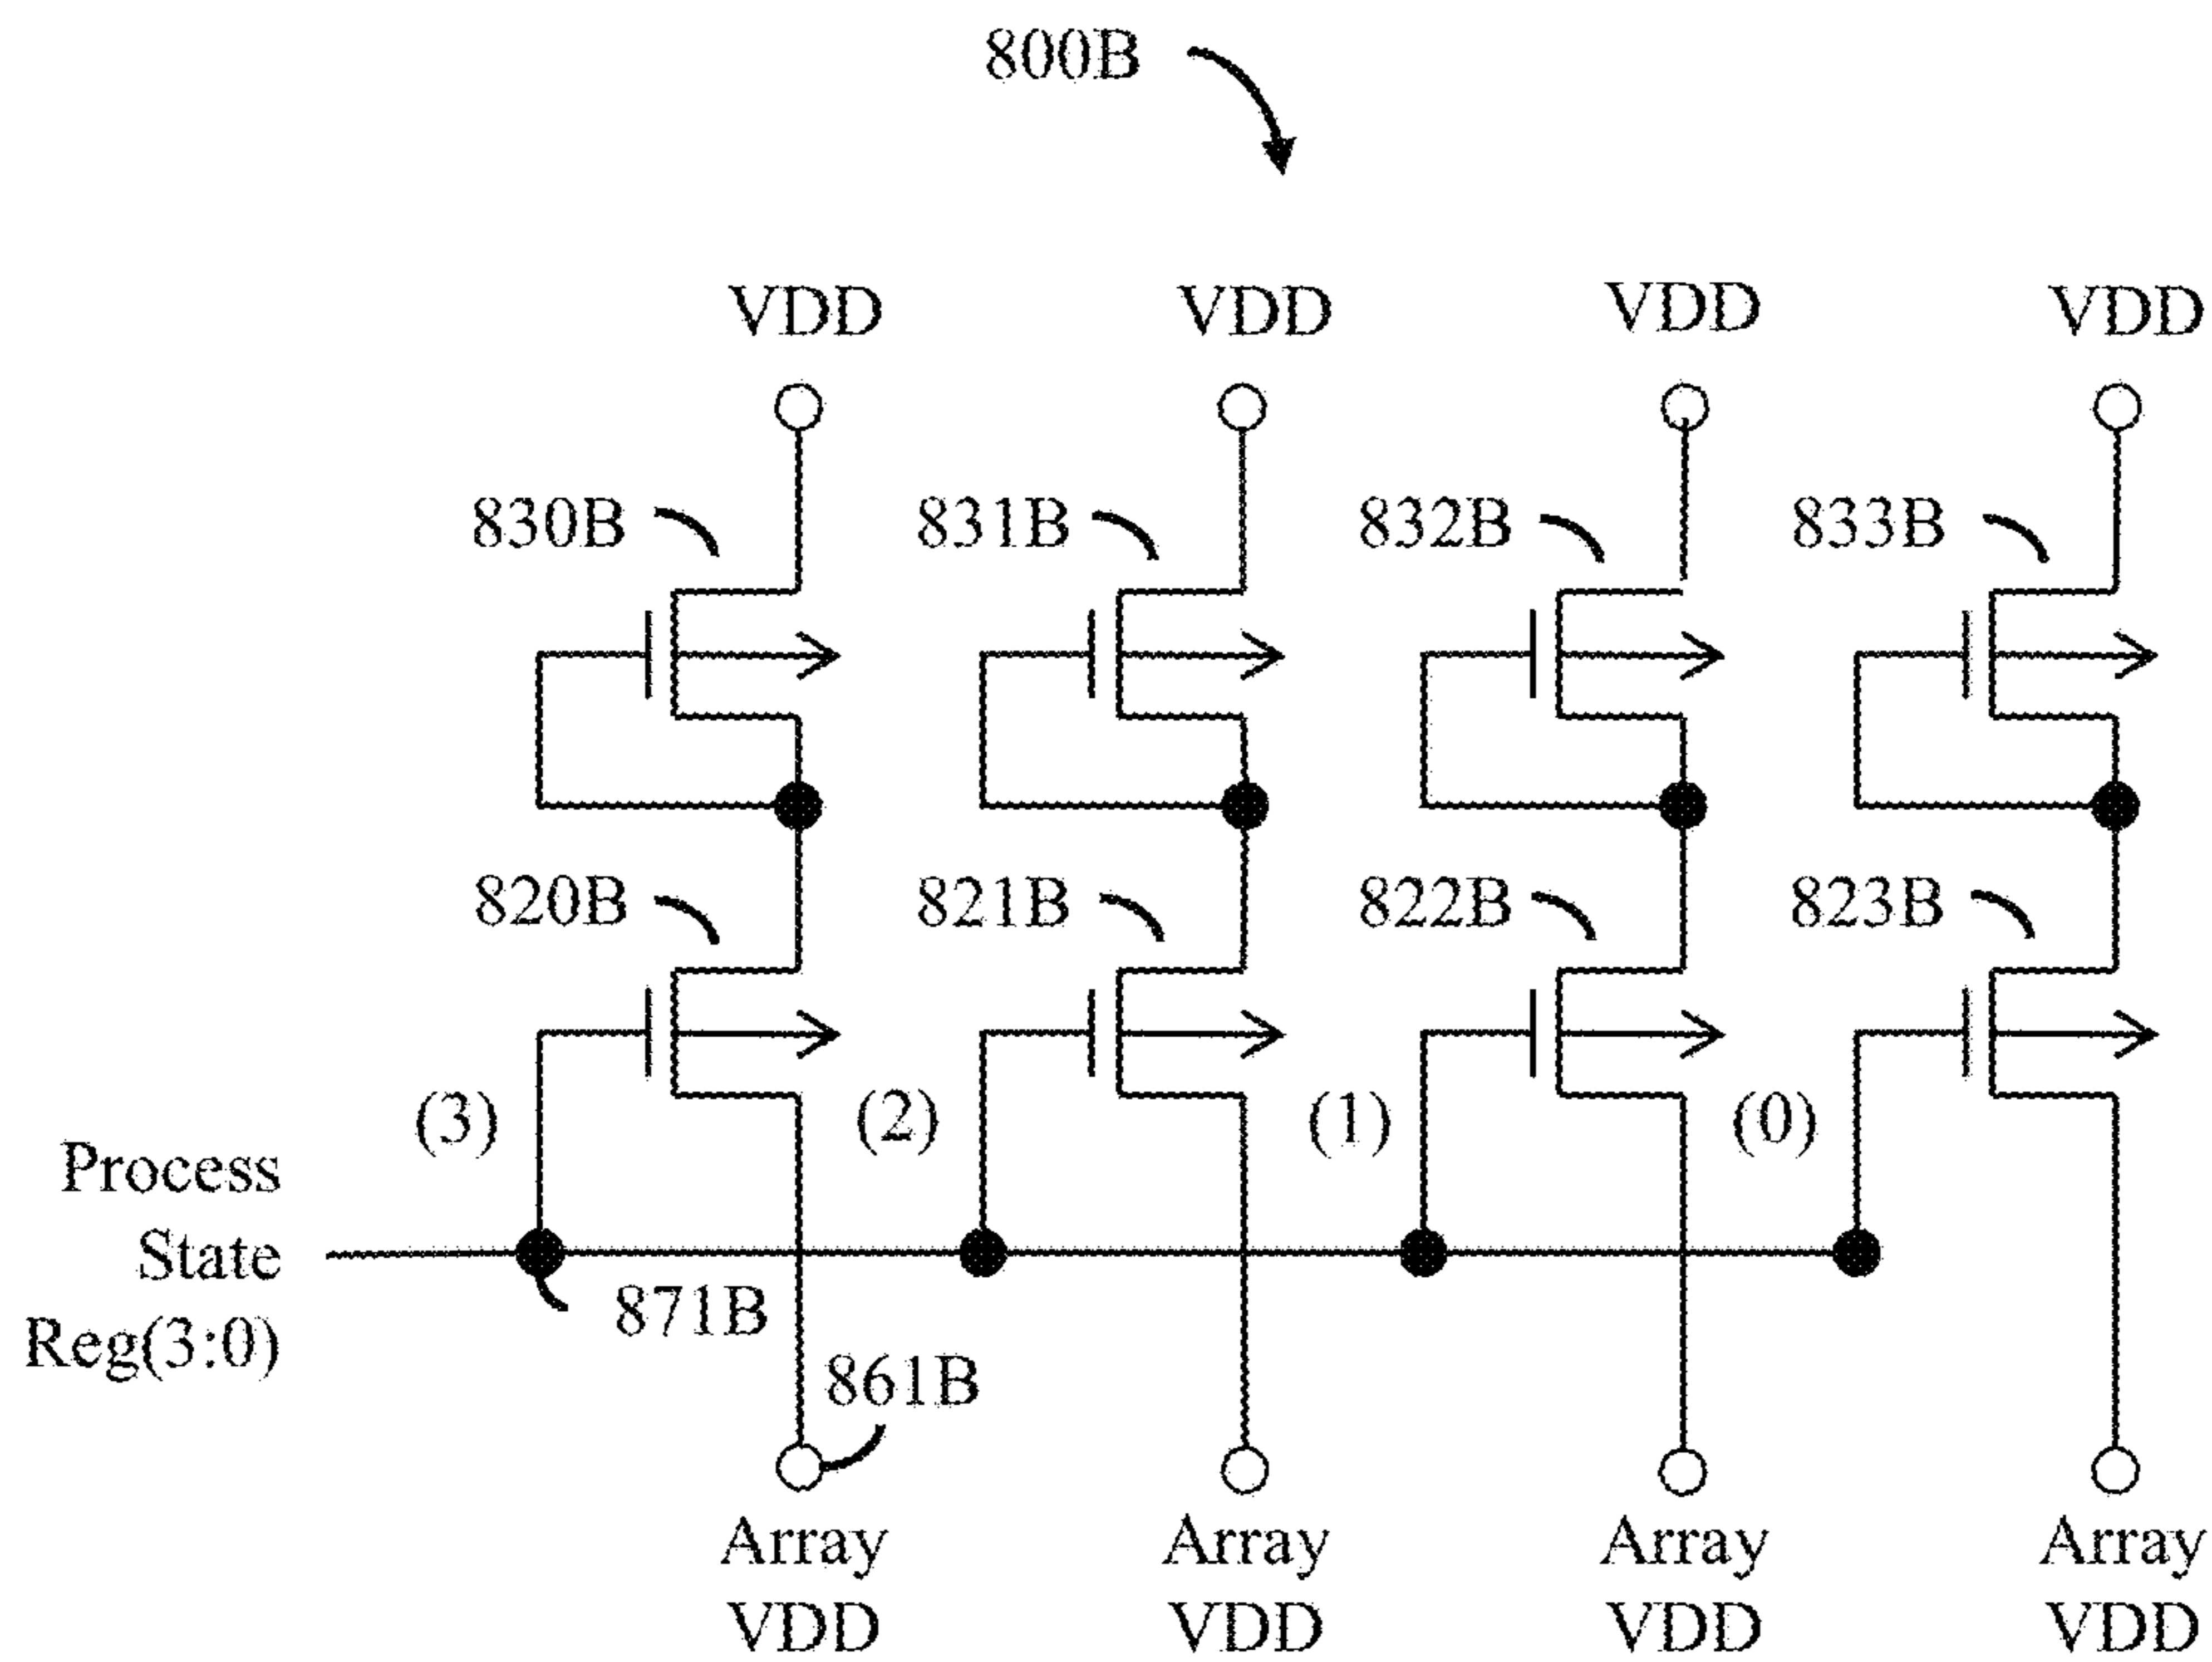 800B
VDD VDD VDD VDD
830B 831B 832B 833B
820B 821B 822B 823B
(3) (2) (1) (0)
Process
State
Reg(3:0)
871B
861B
Array Array Array Array
VDD VDD VDD VDD